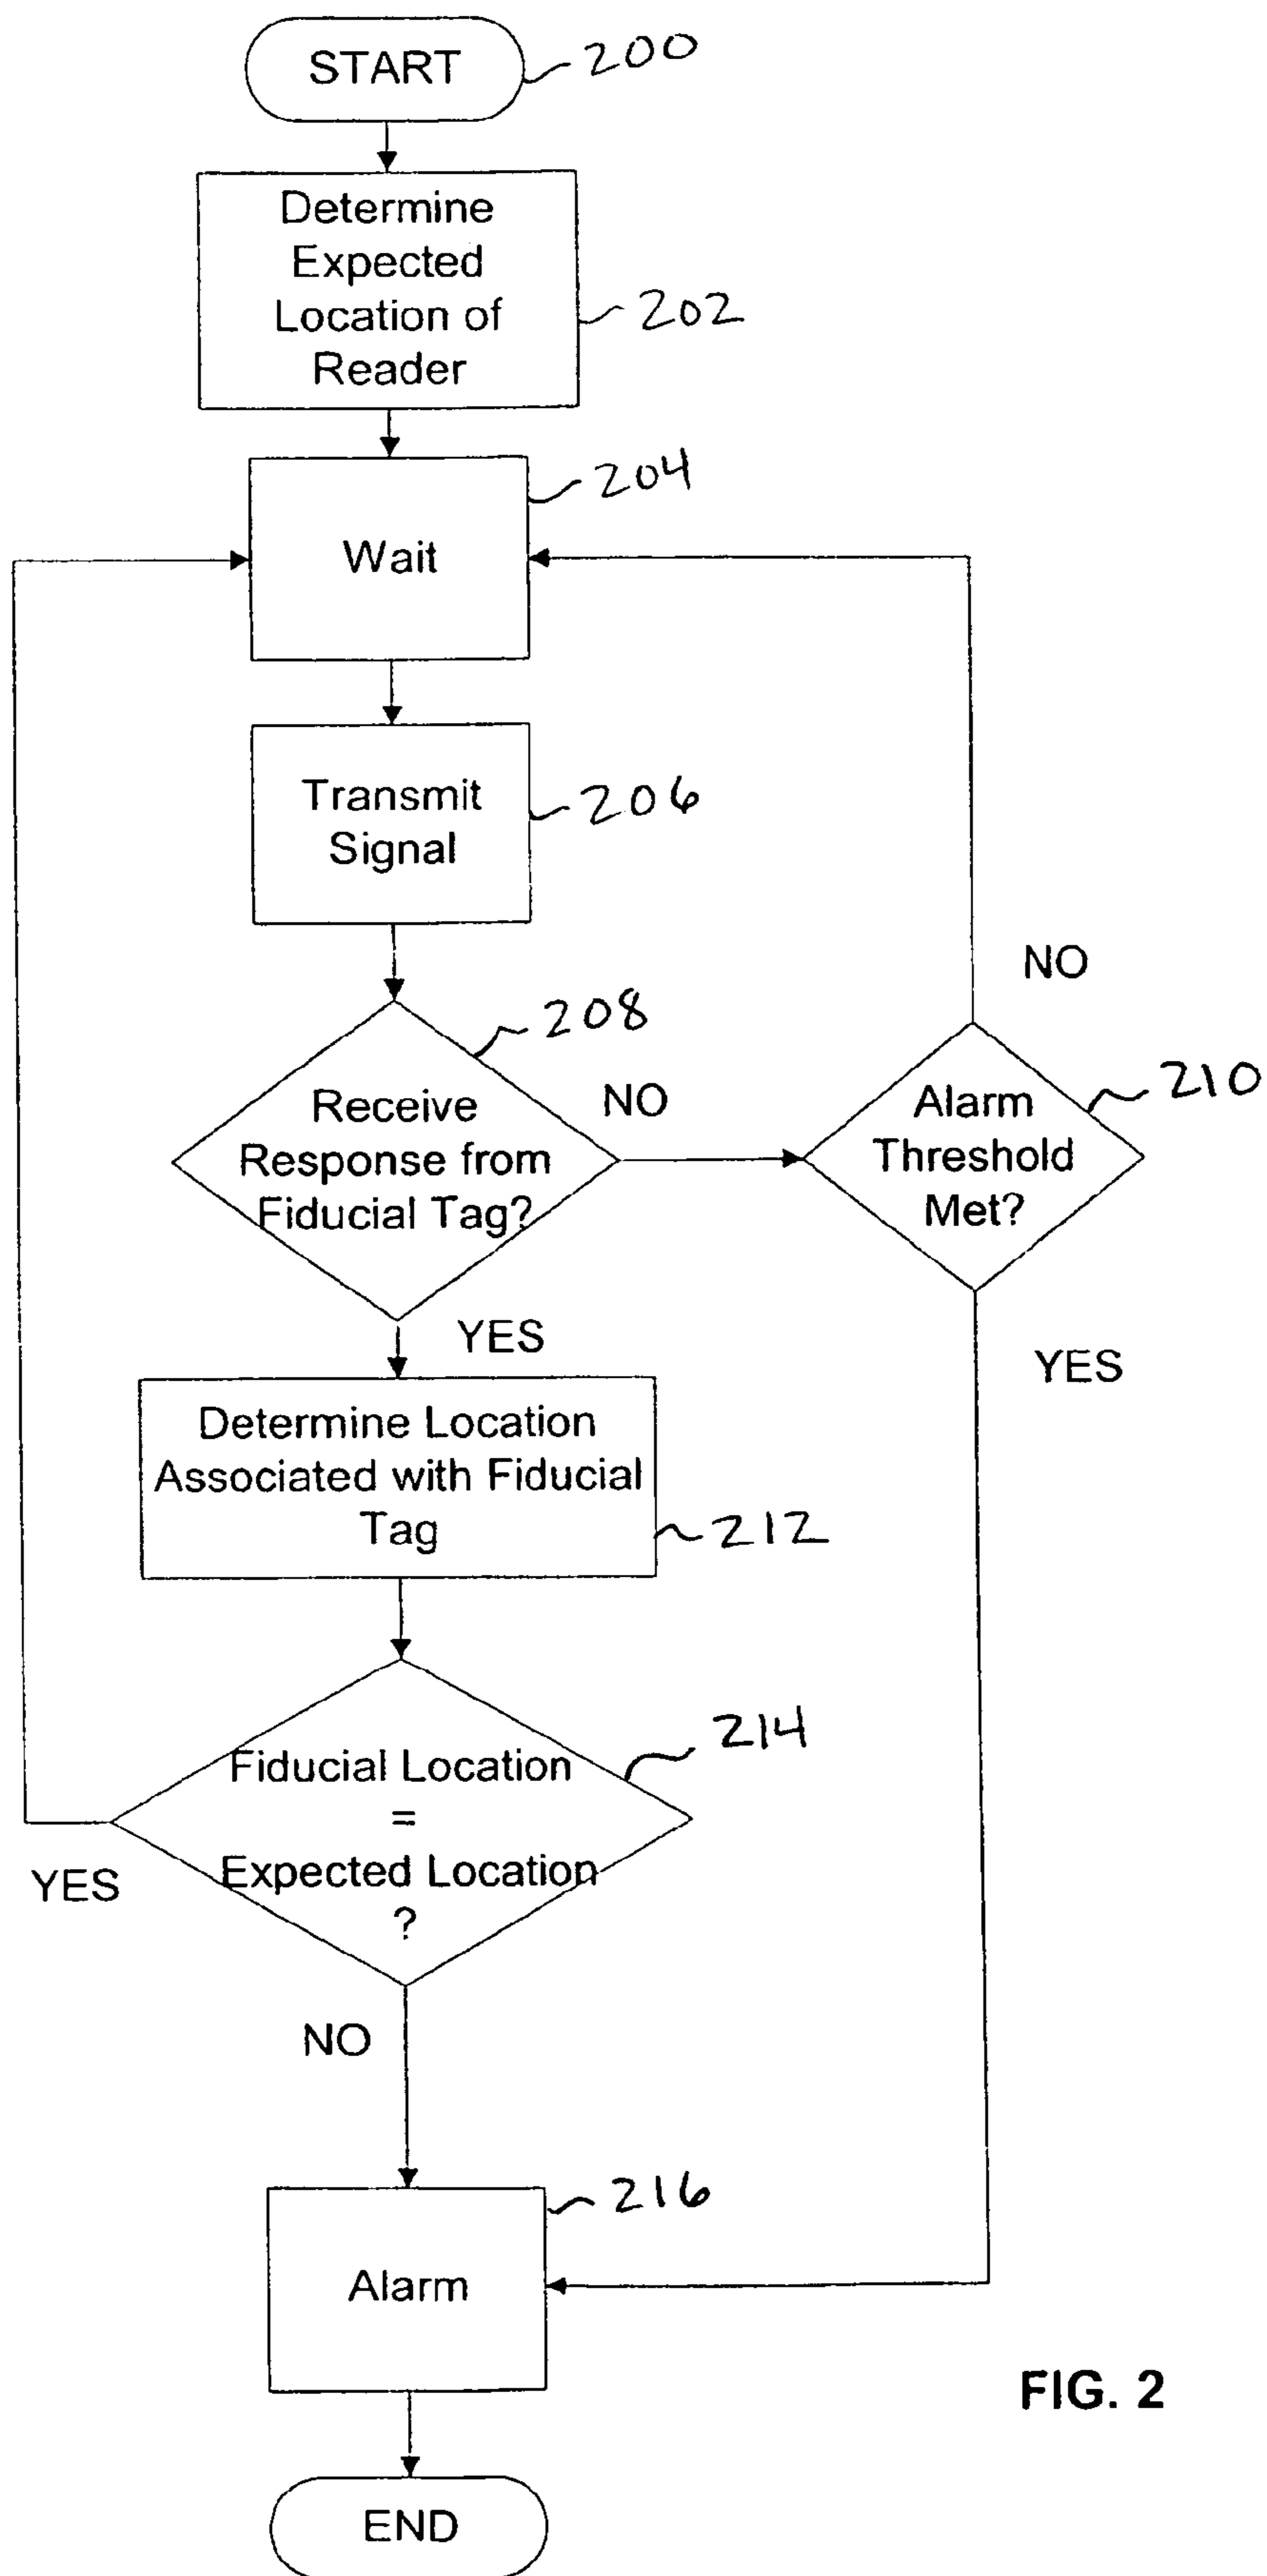 START
200
Determine
Expected
Location of
Reader
202
204
Wait
Transmit
Signal
206
NO
208
Receive
Response from
Fiducial Tag?
NO
Alarm
Threshold
Met?
210
YES
YES
Determine Location
Associated with Fiducial
Tag
212
214
Fiducial Location
=
Expected Location
?
YES
NO
216
Alarm
FIG. 2
END